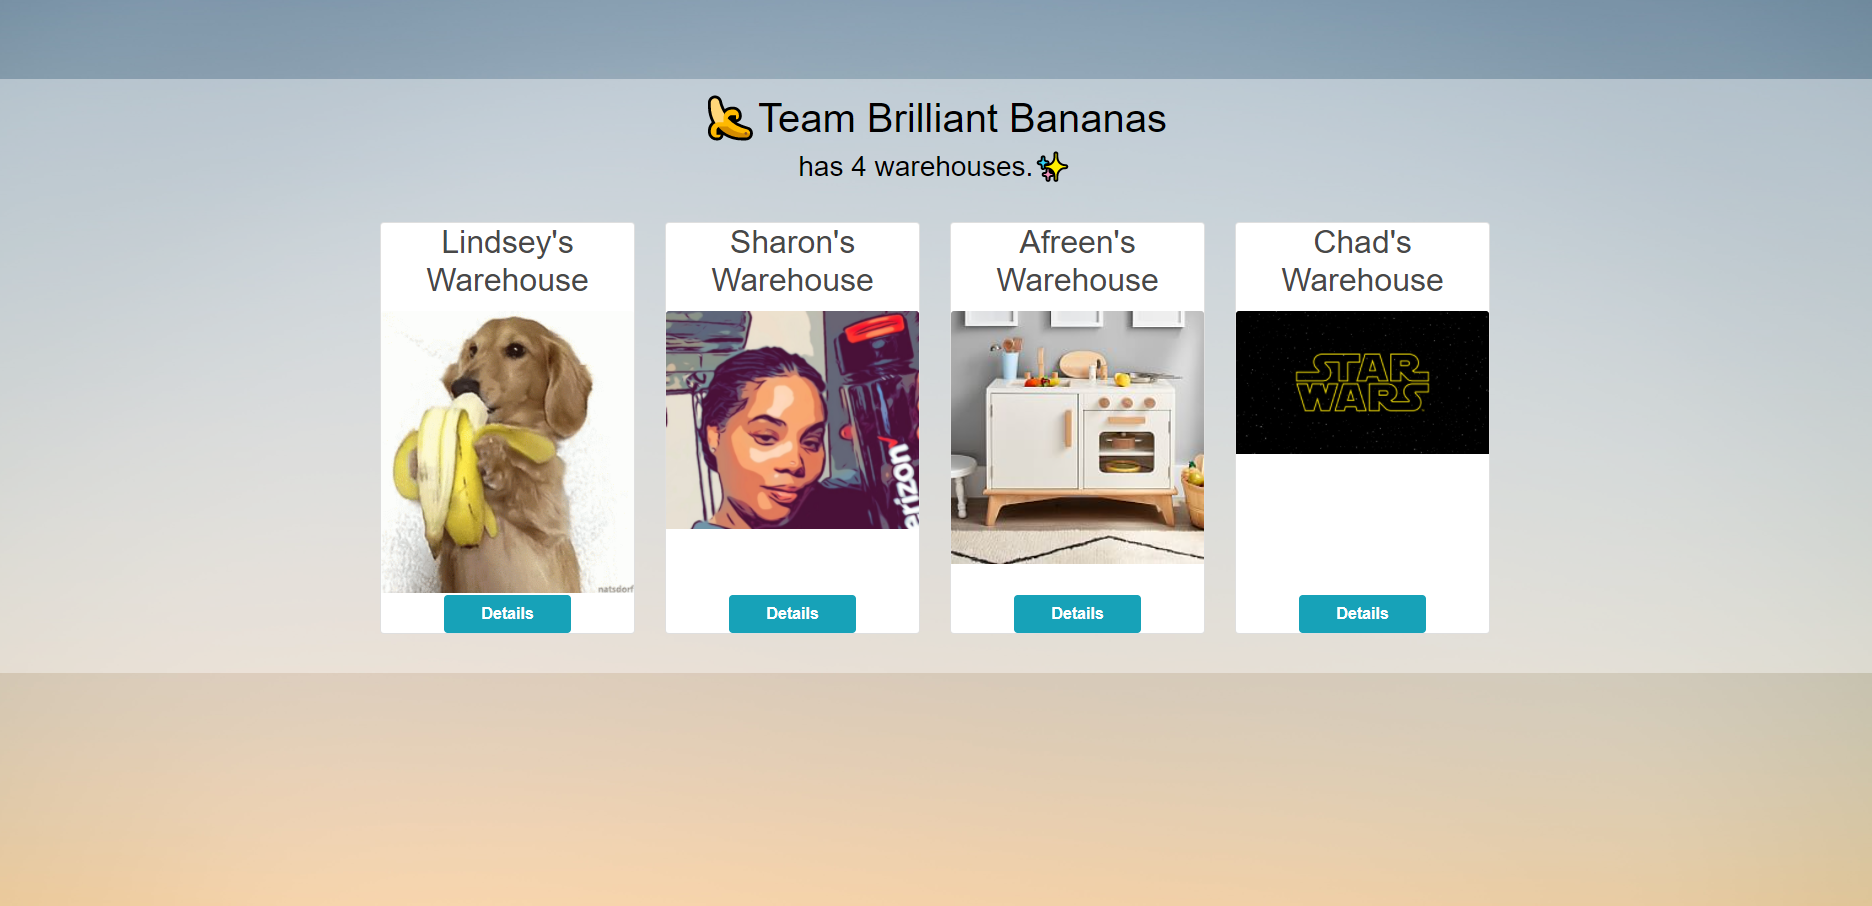 Team Brilliant Bananas
has 4 warehouses.
Lindsey's
Warehouse
natsdorf
Details
Sharon's
Warehouse
erizon
Details
Afreen's
Warehouse
Details
Chad's
Warehouse
STAR
WARS
Details